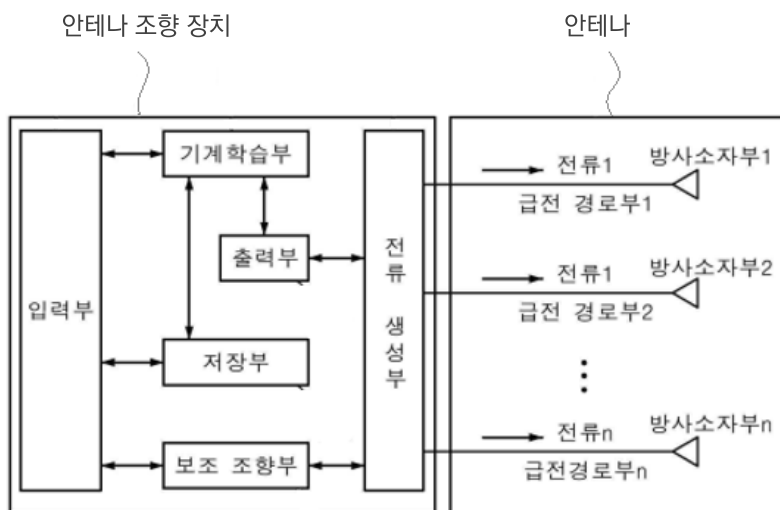 안테나 조향 장치
안테나
입력부
기계학습부
출력부
저장부
보조 조향부
전류 생성부
전류1
방사소자부1
급전 경로부1
전류1
방사소자부2
급전 경로부2
전류n
방사소자부n
급전경로부n